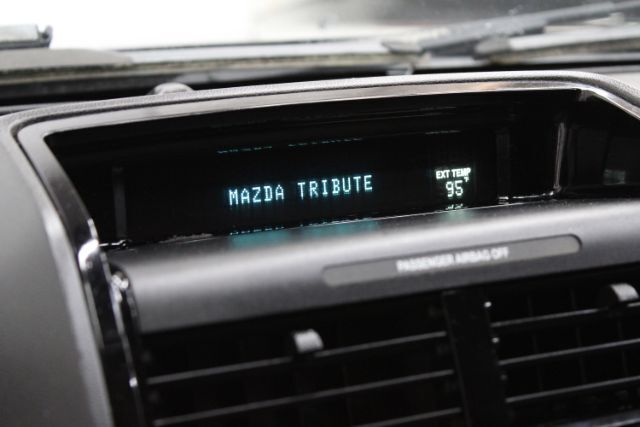 MAZDA TRIBUTE
EXT TEMP
95°F
PASSENGER AIRBAG OFF